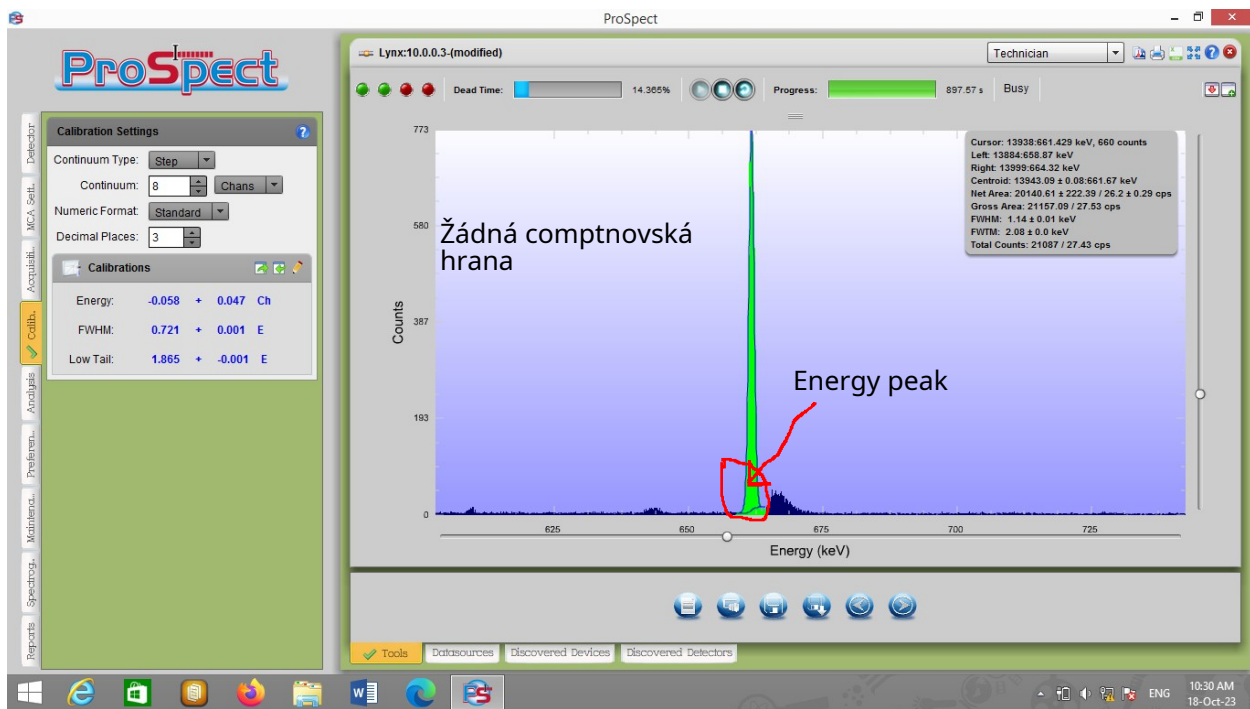 ProSpect
ProSpect
Detector
MCA Sett..
Acquisiti..
Calib.
Analysis
Preferen..
Maintena..
Spectrog..
Reports
Calibration Settings
Continuum Type: Step
Continuum: 8 Chans
Numeric Format: Standard
Decimal Places: 3
Calibrations
Energy: -0.058 + 0.047 Ch
FWHM: 0.721 + 0.001 E
Low Tail: 1.865 + -0.001 E
Lynx:10.0.0.3-(modified)
Technician
Dead Time: 14.365% Progress: 897.57 s Busy
Cursor: 13938:661.429 keV, 660 counts
Left: 13884:658.87 keV
Right: 13999:664.32 keV
Centroid: 13943.09 ± 0.08:661.67 keV
Net Area: 20140.61 ± 222.39 / 26.2 ± 0.29 cps
Gross Area: 21157.09 / 27.53 cps
FWHM: 1.14 ± 0.01 keV
FWTM: 2.08 ± 0.0 keV
Total Counts: 21087 / 27.43 cps
773
580
387
193
0
Counts
Žádná comptnovská
hrana
Energy peak
625 650 675 700 725
Energy (keV)
Tools Datasources Discovered Devices Discovered Detectors
ENG
10:30 AM
18-Oct-23